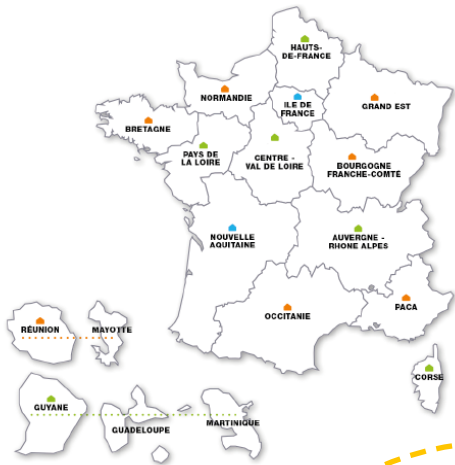 HAUTS-
DE-FRANCE
NORMANDIE
ILE DE
FRANCE
GRAND EST
BRETAGNE
PAYS DE
LA LOIRE
CENTRE -
VAL DE LOIRE
BOURGOGNE
FRANCHE-COMTÉ
NOUVELLE
AQUITAINE
AUVERGNE -
RHONE ALPES
OCCITANIE
PACA
RÉUNION
MAYOTTE
CORSE
GUYANE
GUADELOUPE
MARTINIQUE